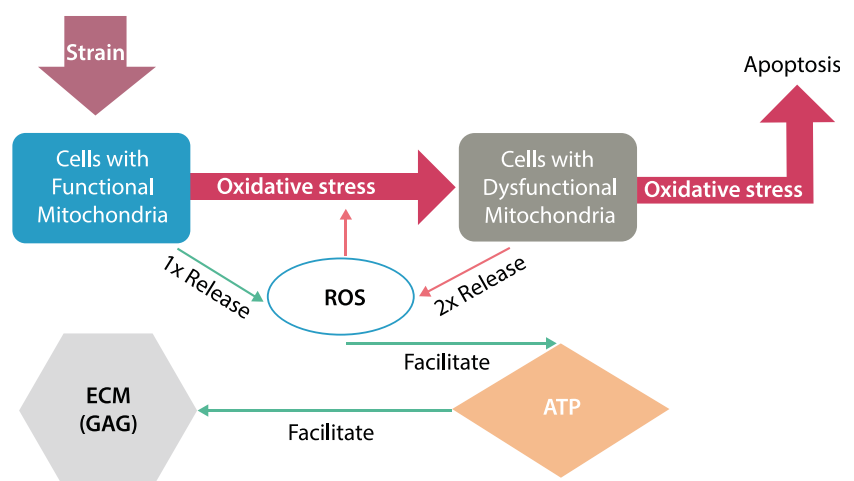 Strain
Apoptosis
Cells with
Functional
Mitochondria
Oxidative stress
Cells with
Dysfunctional
Mitochondria
Oxidative stress
1x Release
ROS
2x Release
Facilitate
ECM
(GAG)
ATP
Facilitate